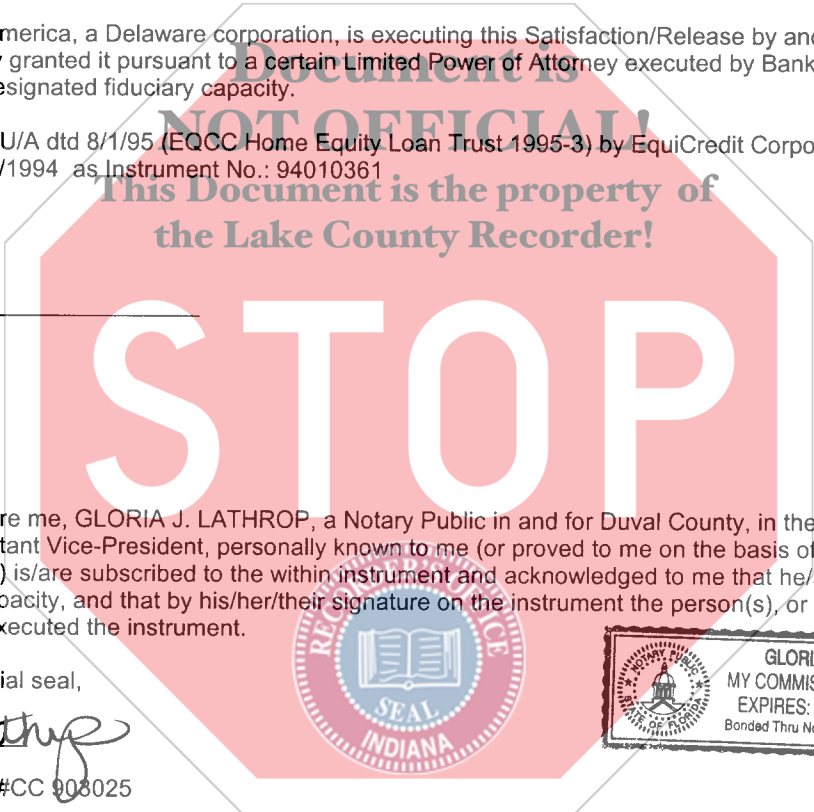 merica, a Delaware corporation, is executing this Satisfaction/Release by and
granted it pursuant to a certain Limited Power of Attorney executed by Bank
esignated fiduciary capacity.
Document is
NOT OFFICIAL!
U/A dtd 8/1/95 (EQCC Home Equity Loan Trust 1995-3) by EquiCredit Corpo
/1994 as Instrument No.: 94010361
This Document is the property of
the Lake County Recorder!
STOP
re me, GLORIA J. LATHROP, a Notary Public in and for Duval County, in the
tant Vice-President, personally known to me (or proved to me on the basis of
) is/are subscribed to the within instrument and acknowledged to me that he/
pacity, and that by his/her/their signature on the instrument the person(s), or
xecuted the instrument.
RECORDER'S OFFICE
SEAL
INDIANA
NOTARY PUBLIC
STATE OF FLORIDA
GLORI
MY COMMIS
EXPIRES:
Bonded Thru No
ial seal,
#CC 903025